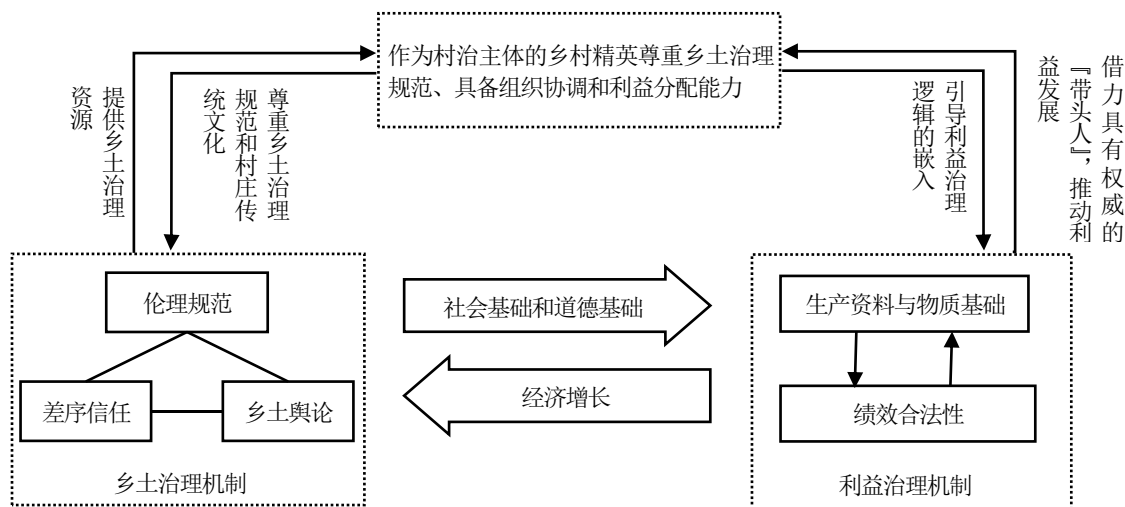 作为村治主体的乡村精英尊重乡土治理
规范、具备组织协调和利益分配能力
提供乡土治理
资源
尊重乡土治理
规范和村庄传
统文化
引导利益治理
逻辑的嵌入
借力具有权威的
『带头人』，推动利
益发展
伦理规范
差序信任
乡土舆论
乡土治理机制
社会基础和道德基础
经济增长
生产资料与物质基础
绩效合法性
利益治理机制